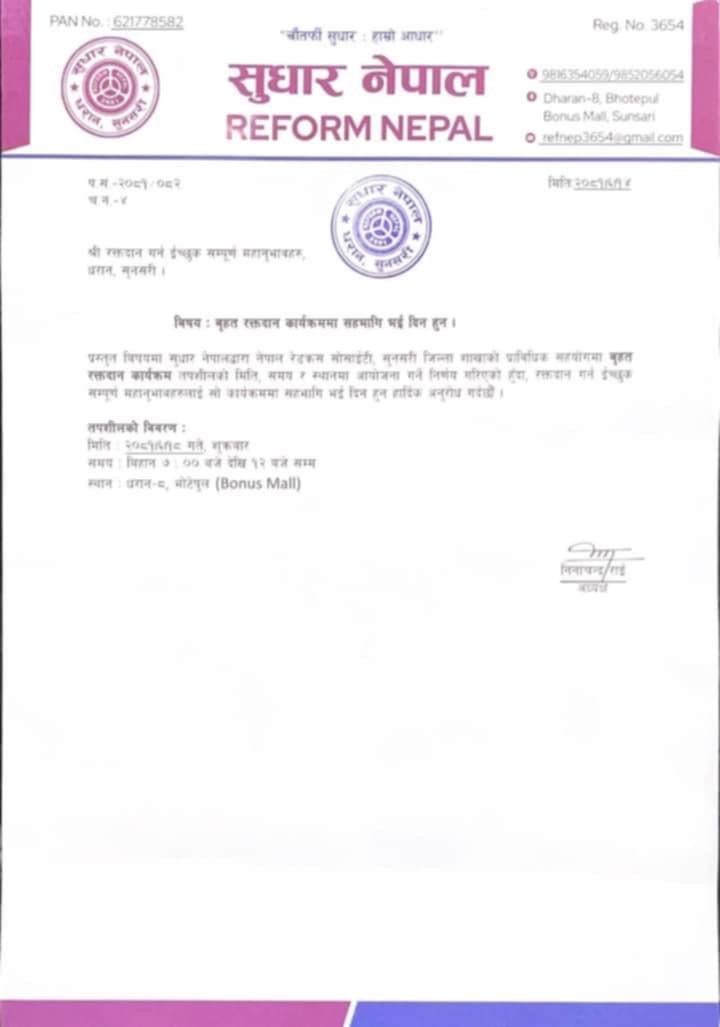 PAN No. : 621778582
Reg. No. 3654
"चौतर्फी सुधार : हाम्रो आधार"
सुधार नेपाल
REFORM NEPAL
9816354059/9852056054
Dharan-8, Bhotepul
Bonus Mall, Sunsari
refnep3654@gmail.com
सुधार नेपाल
धरान, सुनसरी
प.सं.-२०८१/०८२
मिति:२०८१।६।१४
च.नं.-४
सुधार नेपाल
धरान, सुनसरी
श्री रक्तदान गर्न ईच्छुक सम्पूर्ण महानुभावहरु,
धरान, सुनसरी ।
विषय : बृहत रक्तदान कार्यक्रममा सहभागि भई दिन हुन ।
प्रस्तुत विषयमा सुधार नेपालद्वारा नेपाल रेडक्रस सोसाईटी, सुनसरी जिल्ला शाखाको प्राविधिक सहयोगमा बृहत
रक्तदान कार्यक्रम तपशीलको मिति, समय र स्थानमा आयोजना गर्ने निर्णय गरिएको हुँदा, रक्तदान गर्न ईच्छुक
सम्पूर्ण महानुभावहरुलाई सो कार्यक्रममा सहभागि भई दिन हुन हार्दिक अनुरोध गर्दछौं ।
तपशीलको विवरण :
मिति : २०८१।६।१८ गते, शुक्रवार
समय : बिहान ७ : ०० बजे देखि १२ बजे सम्म
स्थान : धरान-८, भोटेपुल (Bonus Mall)
राई
अध्यक्ष